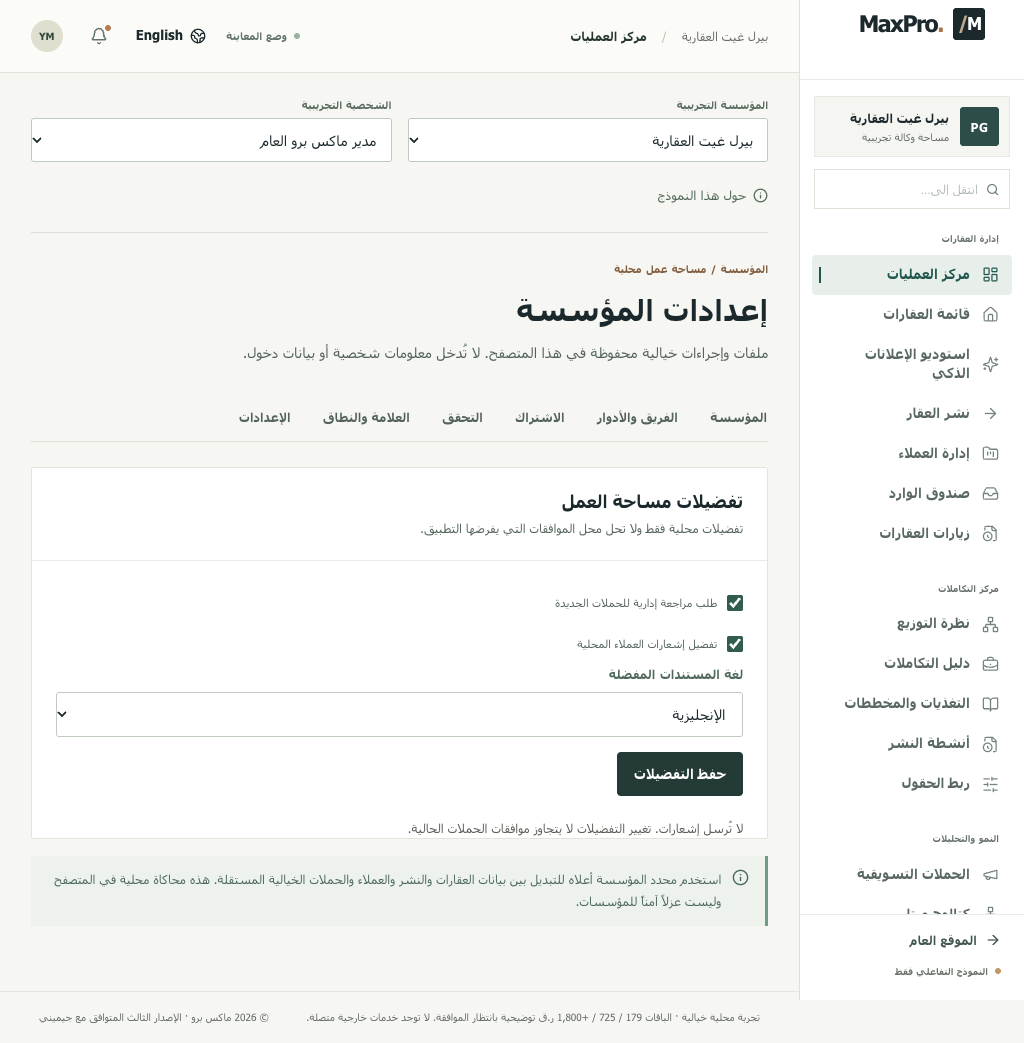 MaxPro.
/M
PG
بيرل غيت العقارية
مساحة وكالة تجريبية
انتقل إلى...
إدارة العقارات
مركز العمليات
قائمة العقارات
استوديو الإعلانات
الذكي
نشر العقار
إدارة العملاء
صندوق الوارد
زيارات العقارات
مركز التكاملات
نظرة التوزيع
دليل التكاملات
التغذيات والمخططات
أنشطة النشر
ربط الحقول
النمو والتحليلات
الحملات التسويقية
الموقع العام
النموذج التفاعلي فقط
بيرل غيت العقارية / مركز العمليات
وضع المعاينة
English
YM
المؤسسة التجريبية
بيرل غيت العقارية
الشخصية التجريبية
مدير ماكس برو العام
حول هذا النموذج
المؤسسة / مساحة عمل محلية
إعدادات المؤسسة
ملفات وإجراءات خيالية محفوظة في هذا المتصفح. لا تُدخل معلومات شخصية أو بيانات دخول.
المؤسسة
الفريق والأدوار
الاشتراك
التحقق
العلامة والنطاق
الإعدادات
تفضيلات مساحة العمل
تفضيلات محلية فقط ولا تحل محل الموافقات التي يفرضها التطبيق.
طلب مراجعة إدارية للحملات الجديدة
تفضيل إشعارات العملاء المحلية
لغة المستندات المفضلة
الإنجليزية
حفظ التفضيلات
لا تُرسل إشعارات. تغيير التفضيلات لا يتجاوز موافقات الحملات الحالية.
استخدم محدد المؤسسة أعلاه للتبديل بين بيانات العقارات والنشر والعملاء والحملات الخيالية المستقلة. هذه محاكاة محلية في المتصفح
وليست عزلاً آمناً للمؤسسات.
تجربة محلية خيالية · الباقات 179 / 725 / +1,800 ر.ق توضيحية بانتظار الموافقة. لا توجد خدمات خارجية متصلة.
© 2026 ماكس برو · الإصدار الثالث المتوافق مع جيميني